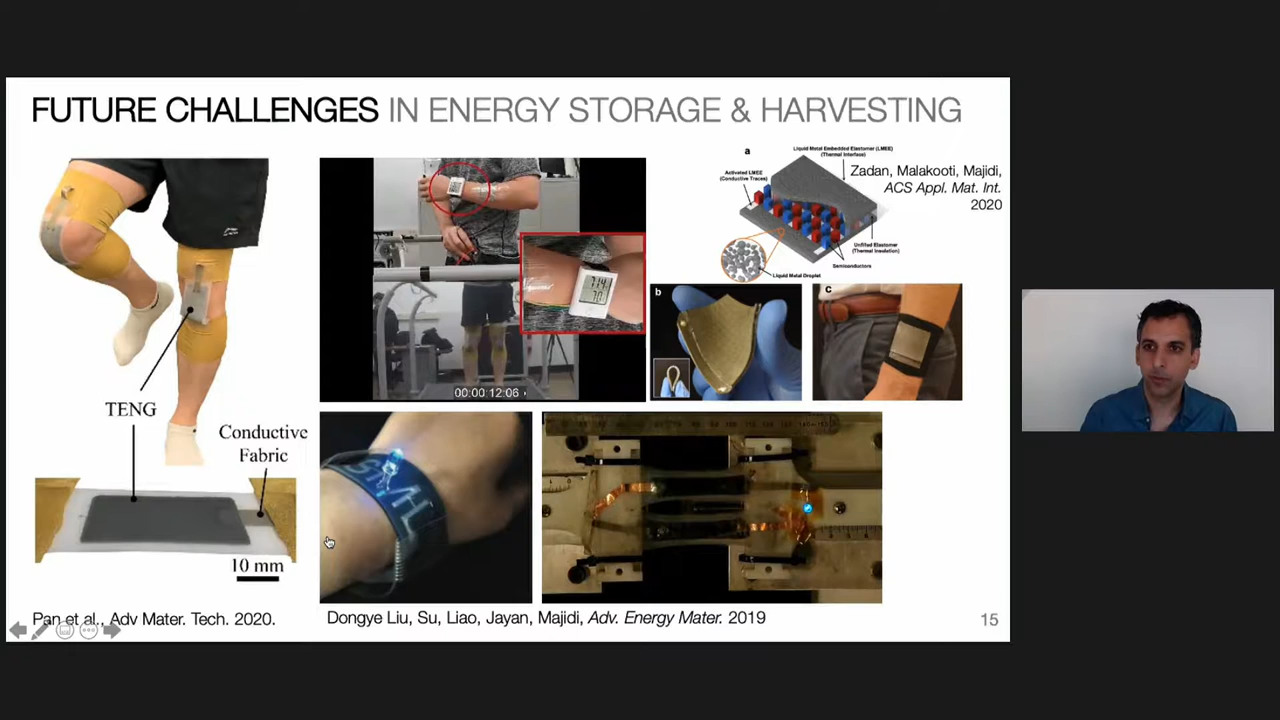 FUTURE CHALLENGES IN ENERGY STORAGE & HARVESTING
TENG
Conductive
Fabric
10 mm
Pan et al., Adv Mater. Tech. 2020.
00:00:12:06
71.4
70
Dongye Liu, Su, Liao, Jayan, Majidi, Adv. Energy Mater. 2019
a
Liquid Metal Embedded Elastomer (LMEE)
(Thermal Interface)
Activated LMEE
(Conductive Traces)
Zadan, Malakooti, Majidi,
ACS Appl. Mat. Int.
2020
Unfilled Elastomer
(Thermal Insulation)
Semiconductors
Liquid Metal Droplet
b
c
15